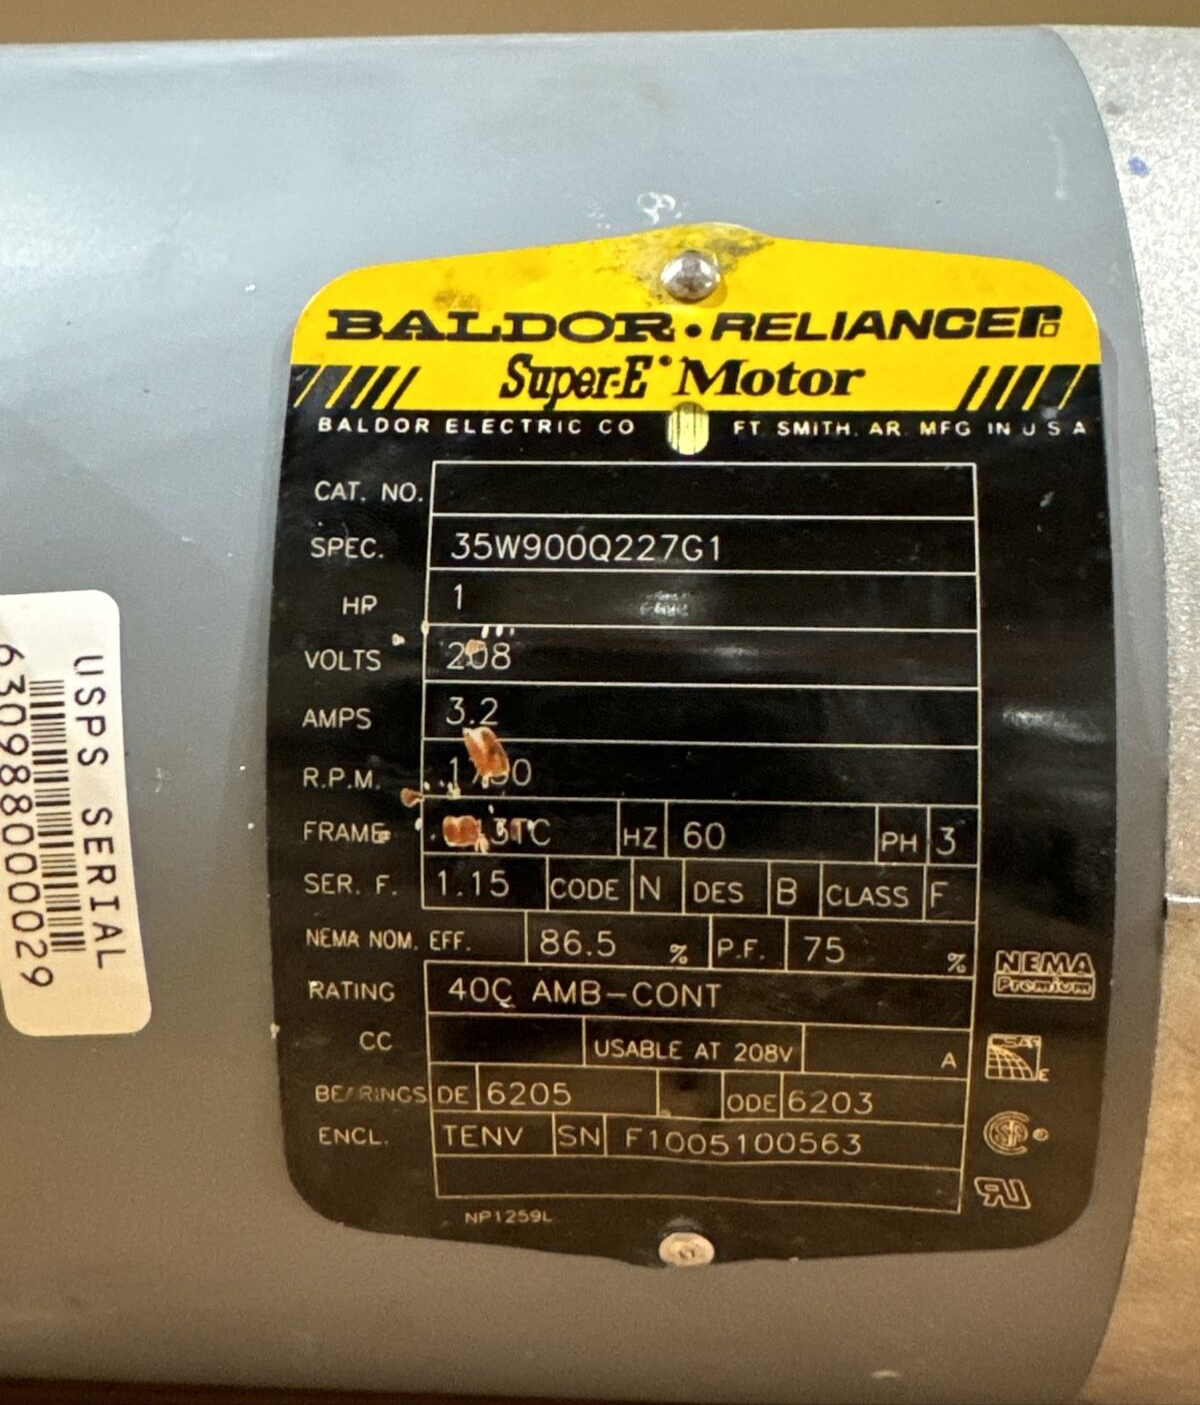 BALDOR • RELIANCER
Super-E Motor
BALDOR ELECTRIC CO FT. SMITH, AR. MFG IN U S A
CAT. NO.
SPEC. 35W900Q227G1
HP 1
VOLTS 208
AMPS 3.2
R.P.M.
FRAME HZ 60 PH 3
SER. F. 1.15 CODE N DES B CLASS F
NEMA NOM. EFF. 86.5 % P.F. 75 %
RATING 40C AMB-CONT
CC USABLE AT 208V A
BEARINGS DE 6205 ODE 6203
ENCL. TENV SN F1005100563
NP1259L
NEMA
Premium
USPS SERIAL